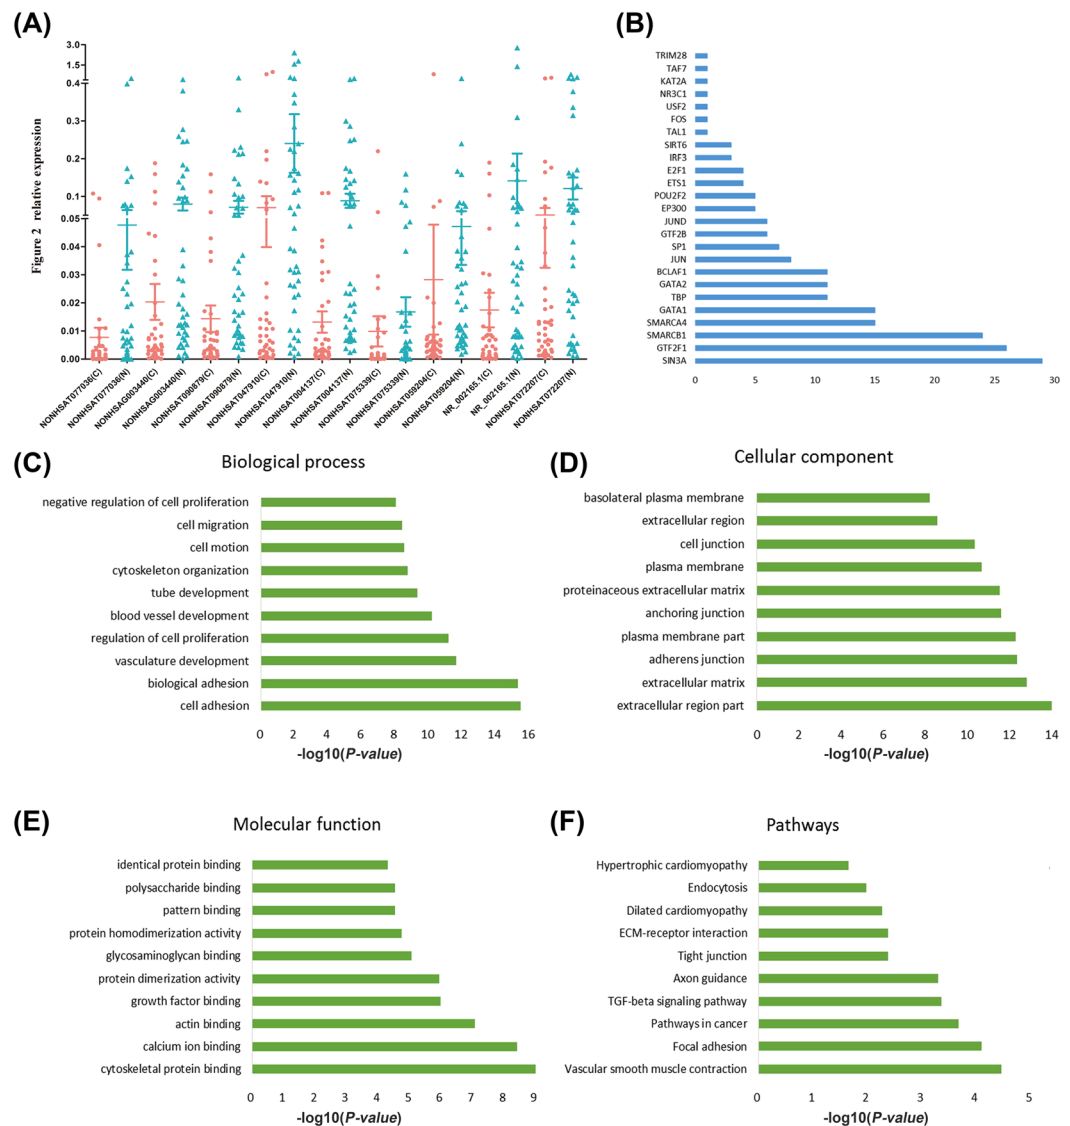 (A)
Figure 2 relative expression
3.0
1.5
0.4
0.3
0.2
0.1
0.05
0.04
0.03
0.02
0.01
0.00
NONHSAT077036(C)
NONHSAT077036(N)
NONHSAG003440(C)
NONHSAG003440(N)
NONHSAT090879(C)
NONHSAT090879(N)
NONHSAT047910(C)
NONHSAT047910(N)
NONHSAT004137(C)
NONHSAT004137(N)
NONHSAT075339(C)
NONHSAT075339(N)
NONHSAT059204(C)
NONHSAT059204(N)
NR_002165.1(C)
NR_002165.1(N)
NONHSAT072207(C)
NONHSAT072207(N)
(B)
TRIM28
TAF7
KAT2A
NR3C1
USF2
FOS
TAL1
SIRT6
IRF3
E2F1
ETS1
POU2F2
EP300
JUND
GTF2B
SP1
JUN
BCLAF1
GATA2
TBP
GATA1
SMARCA4
SMARCB1
GTF2F1
SIN3A
0 5 10 15 20 25 30
(C)
Biological process
negative regulation of cell proliferation
cell migration
cell motion
cytoskeleton organization
tube development
blood vessel development
regulation of cell proliferation
vasculature development
biological adhesion
cell adhesion
0 2 4 6 8 10 12 14 16
-log10(P-value)
(D)
Cellular component
basolateral plasma membrane
extracellular region
cell junction
plasma membrane
proteinaceous extracellular matrix
anchoring junction
plasma membrane part
adherens junction
extracellular matrix
extracellular region part
0 2 4 6 8 10 12 14
-log10(P-value)
(E)
Molecular function
identical protein binding
polysaccharide binding
pattern binding
protein homodimerization activity
glycosaminoglycan binding
protein dimerization activity
growth factor binding
actin binding
calcium ion binding
cytoskeletal protein binding
0 1 2 3 4 5 6 7 8 9
-log10(P-value)
(F)
Pathways
Hypertrophic cardiomyopathy
Endocytosis
Dilated cardiomyopathy
ECM-receptor interaction
Tight junction
Axon guidance
TGF-beta signaling pathway
Pathways in cancer
Focal adhesion
Vascular smooth muscle contraction
0 1 2 3 4 5
-log10(P-value)